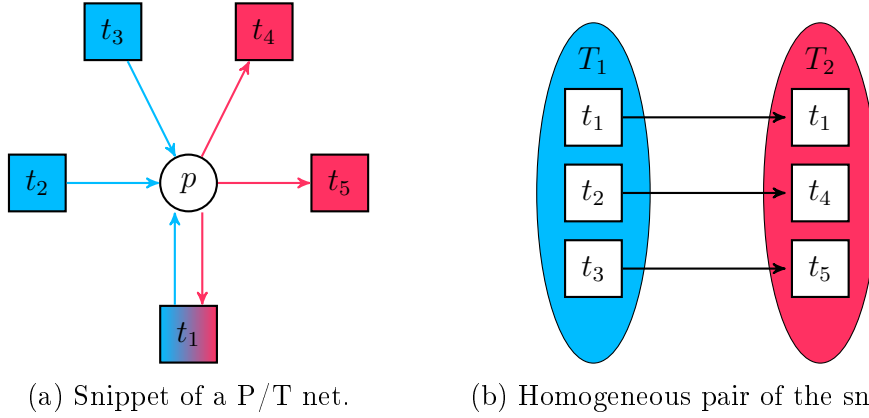 t₃
t₄
t₂
p
t₅
t₁
(a) Snippet of a P/T net.
T₁
T₂
t₁
t₁
t₂
t₄
t₃
t₅
(b) Homogeneous pair of the sn